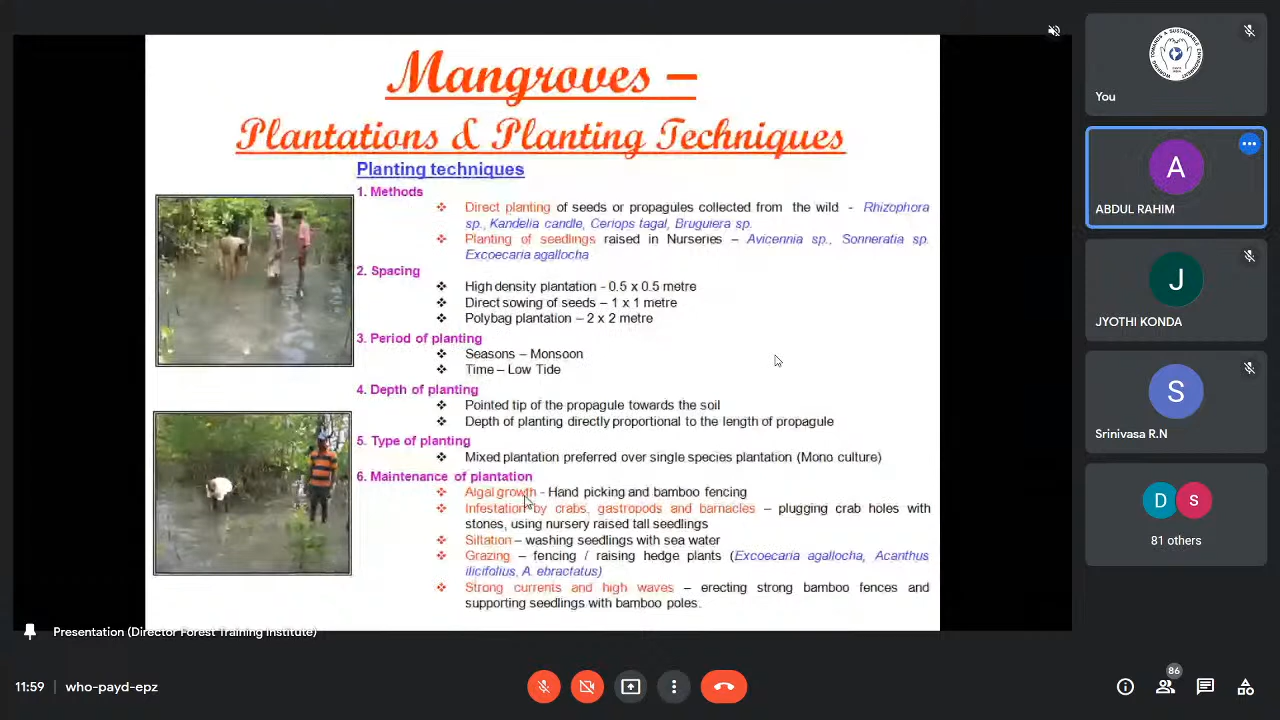 Mangroves –
Plantations & Planting Techniques
Planting techniques
1. Methods
❖ Direct planting of seeds or propagules collected from the wild - Rhizophora
sp., Kandelia candle, Ceriops tagal, Bruguiera sp.
❖ Planting of seedlings raised in Nurseries – Avicennia sp., Sonneratia sp.
Excoecaria agallocha
2. Spacing
❖ High density plantation - 0.5 x 0.5 metre
❖ Direct sowing of seeds – 1 x 1 metre
❖ Polybag plantation – 2 x 2 metre
3. Period of planting
❖ Seasons – Monsoon
❖ Time – Low Tide
4. Depth of planting
❖ Pointed tip of the propagule towards the soil
❖ Depth of planting directly proportional to the length of propagule
5. Type of planting
❖ Mixed plantation preferred over single species plantation (Mono culture)
6. Maintenance of plantation
❖ Algal growth - Hand picking and bamboo fencing
❖ Infestation by crabs, gastropods and barnacles – plugging crab holes with
stones, using nursery raised tall seedlings
❖ Siltation – washing seedlings with sea water
❖ Grazing – fencing / raising hedge plants (Excoecaria agallocha, Acanthus
ilicifolius, A. ebractatus)
❖ Strong currents and high waves – erecting strong bamboo fences and
supporting seedlings with bamboo poles.
Presentation (Director Forest Training Institute)
11:59 | who-payd-epz
You
A
ABDUL RAHIM
J
JYOTHI KONDA
S
Srinivasa R.N
D s
81 others
86